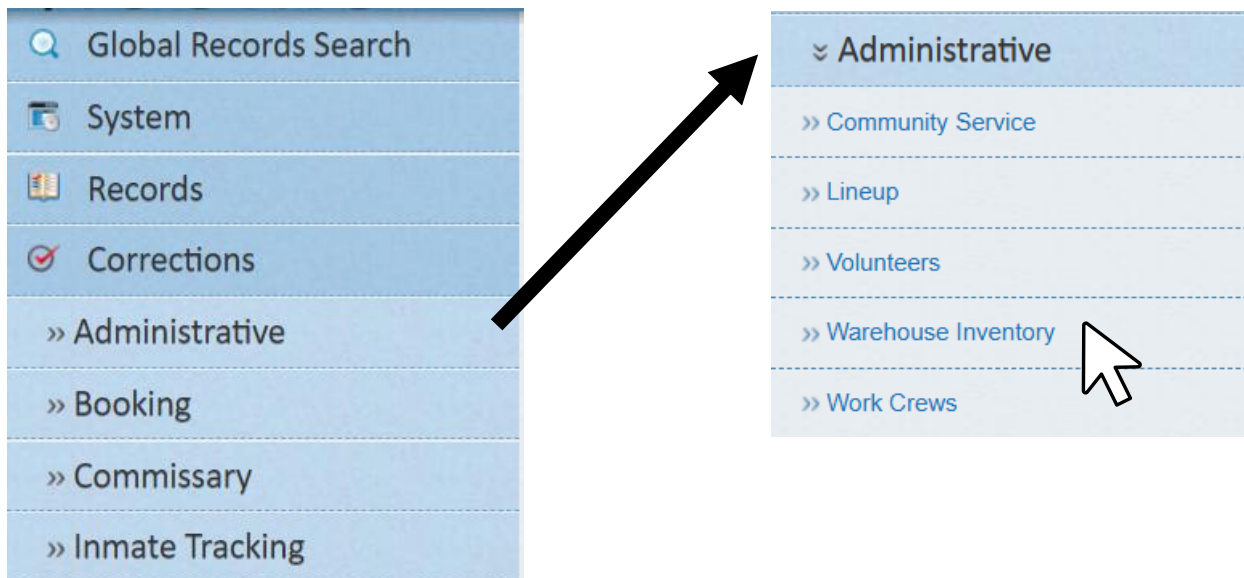 Global Records Search
System
Records
Corrections
» Administrative
» Booking
» Commissary
» Inmate Tracking
Administrative
» Community Service
» Lineup
» Volunteers
» Warehouse Inventory
» Work Crews